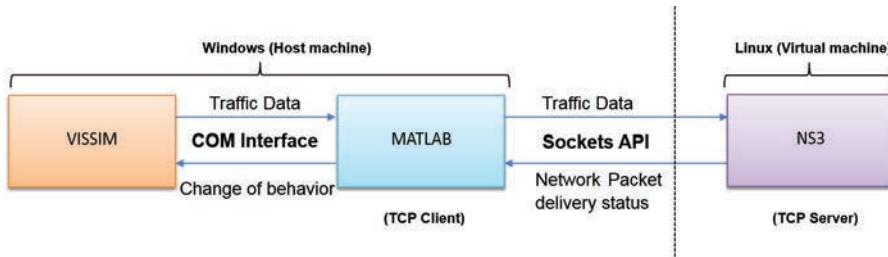 Windows (Host machine)
Linux (Virtual machine)
VISSIM
Traffic Data
COM Interface
Change of behavior
MATLAB
(TCP Client)
Traffic Data
Sockets API
Network Packet
delivery status
NS3
(TCP Server)